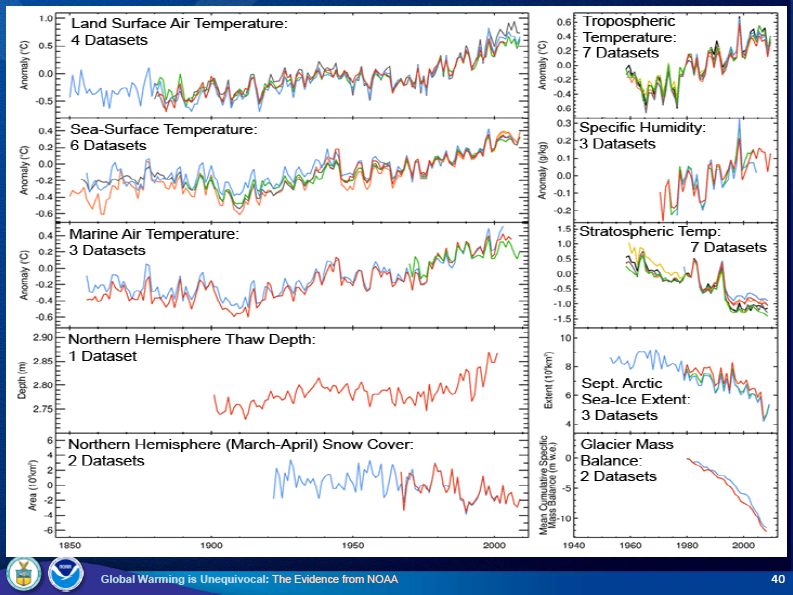 Land Surface Air Temperature:
4 Datasets
Anomaly (°C)
1.0
0.5
0.0
-0.5
Sea-Surface Temperature:
6 Datasets
Anomaly (°C)
0.4
0.2
0.0
-0.2
-0.4
-0.6
Marine Air Temperature:
3 Datasets
Anomaly (°C)
0.4
0.2
0.0
-0.2
-0.4
-0.6
Northern Hemisphere Thaw Depth:
1 Dataset
Depth (m)
2.90
2.85
2.80
2.75
Northern Hemisphere (March-April) Snow Cover:
2 Datasets
6
4
2
0
-2
-4
-6
1850
1900
1950
2000
Tropospheric
Temperature:
7 Datasets
Anomaly (°C)
0.6
0.4
0.2
0.0
0.2
0.4
0.6
Specific Humidity:
3 Datasets
Anomaly (g/kg)
0.3
0.2
0.1
0.0
-0.1
-0.2
Stratospheric Temp:
7 Datasets
Anomaly (°C)
1.5
1.0
0.5
0.0
-0.5
-1.0
-1.5
Sept. Arctic
Sea-Ice Extent:
3 Datasets
10
8
6
4
Glacier Mass
Balance:
2 Datasets
Mean Cumulative Specific
Mass Balance (m w.e.)
0
-5
-10
1940
1960
1980
2000
NOAA
Global Warming is Unequivocal: The Evidence from NOAA
40